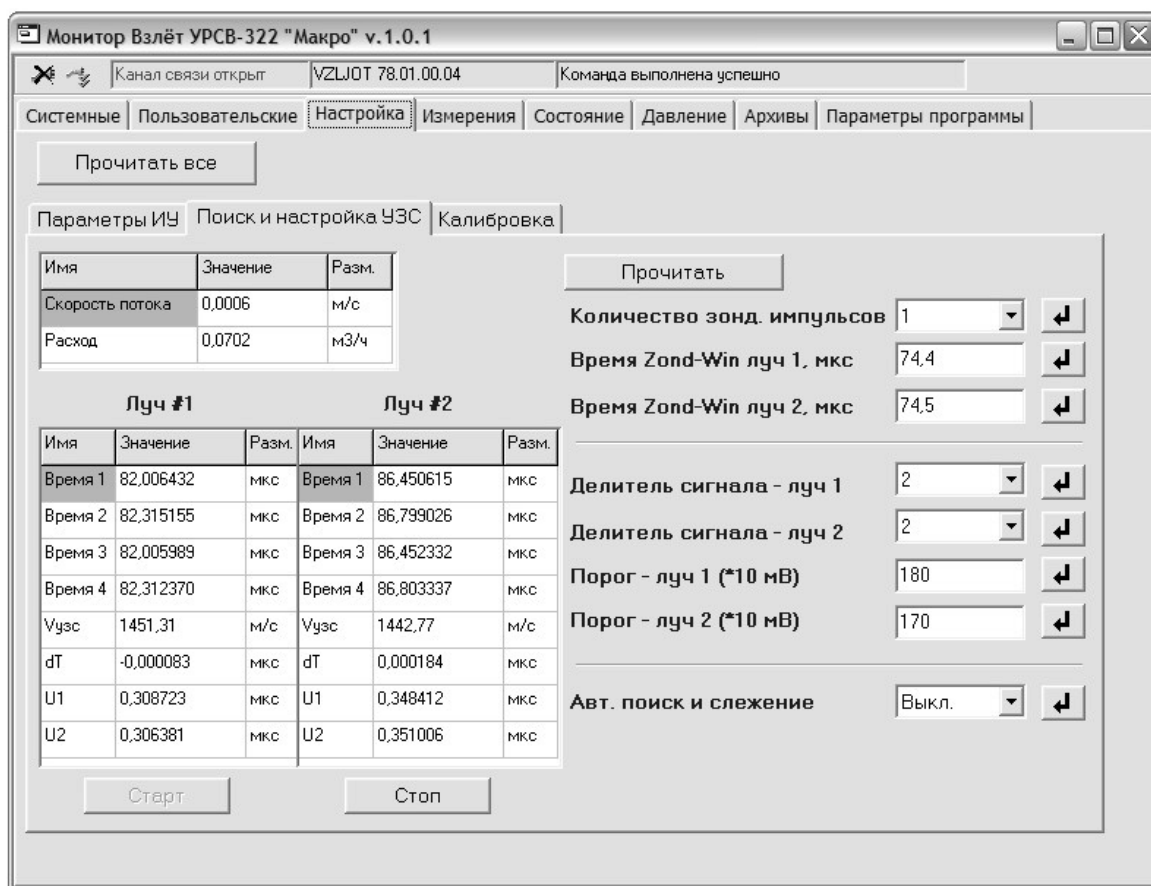 Монитор Взлёт УРСВ-322 "Макро" v.1.0.1
Канал связи открыт VZLJOT 78.01.00.04 Команда выполнена успешно
Системные Пользовательские Настройка Измерения Состояние Давление Архивы Параметры программы
Прочитать все
Параметры ИУ Поиск и настройка УЗС Калибровка
Имя Значение Разм.
Скорость потока 0,0006 м/с
Расход 0,0702 м3/ч
Луч #1 Луч #2
Имя Значение Разм. Имя Значение Разм.
Время 1 82,006432 мкс Время 1 86,450615 мкс
Время 2 82,315155 мкс Время 2 86,799026 мкс
Время 3 82,005989 мкс Время 3 86,452332 мкс
Время 4 82,312370 мкс Время 4 86,803337 мкс
Vузс 1451,31 м/с Vузс 1442,77 м/с
dT -0,000083 мкс dT 0,000184 мкс
U1 0,308723 мкс U1 0,348412 мкс
U2 0,306381 мкс U2 0,351006 мкс
Старт Стоп
Прочитать
Количество зонд. импульсов 1
Время Zond-Win луч 1, мкс 74,4
Время Zond-Win луч 2, мкс 74,5
Делитель сигнала - луч 1 2
Делитель сигнала - луч 2 2
Порог - луч 1 (*10 мВ) 180
Порог - луч 2 (*10 мВ) 170
Авт. поиск и слежение Выкл.